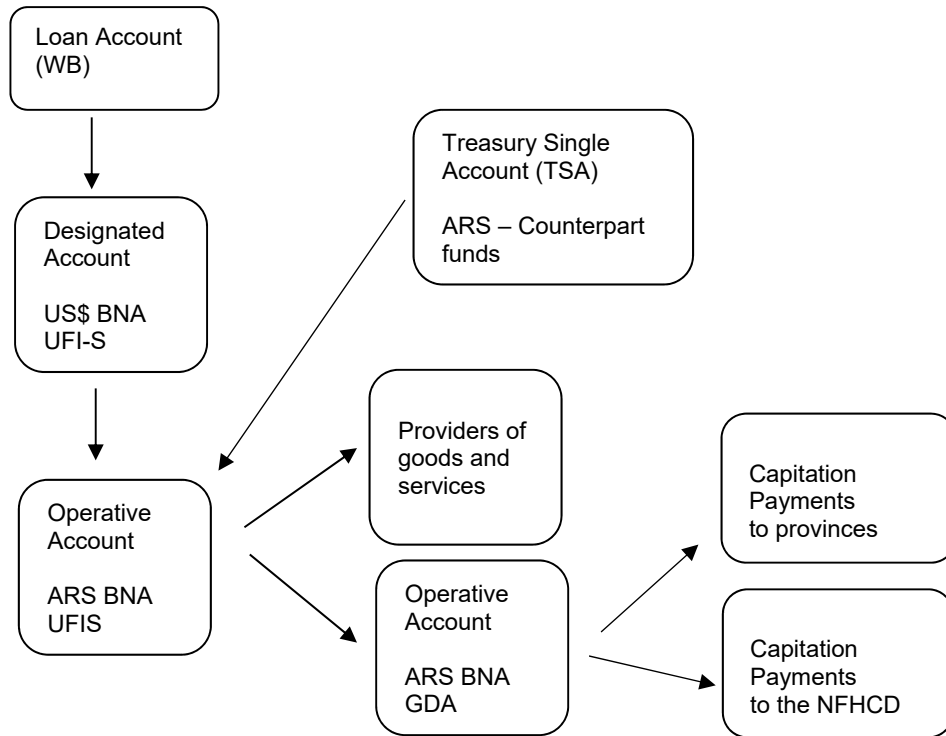 Loan Account
(WB)
Treasury Single
Account (TSA)
ARS – Counterpart
funds
Designated
Account
US$ BNA
UFI-S
Providers of
goods and
services
Capitation
Payments
to provinces
Operative
Account
ARS BNA
UFIS
Operative
Account
ARS BNA
GDA
Capitation
Payments
to the NFHCD